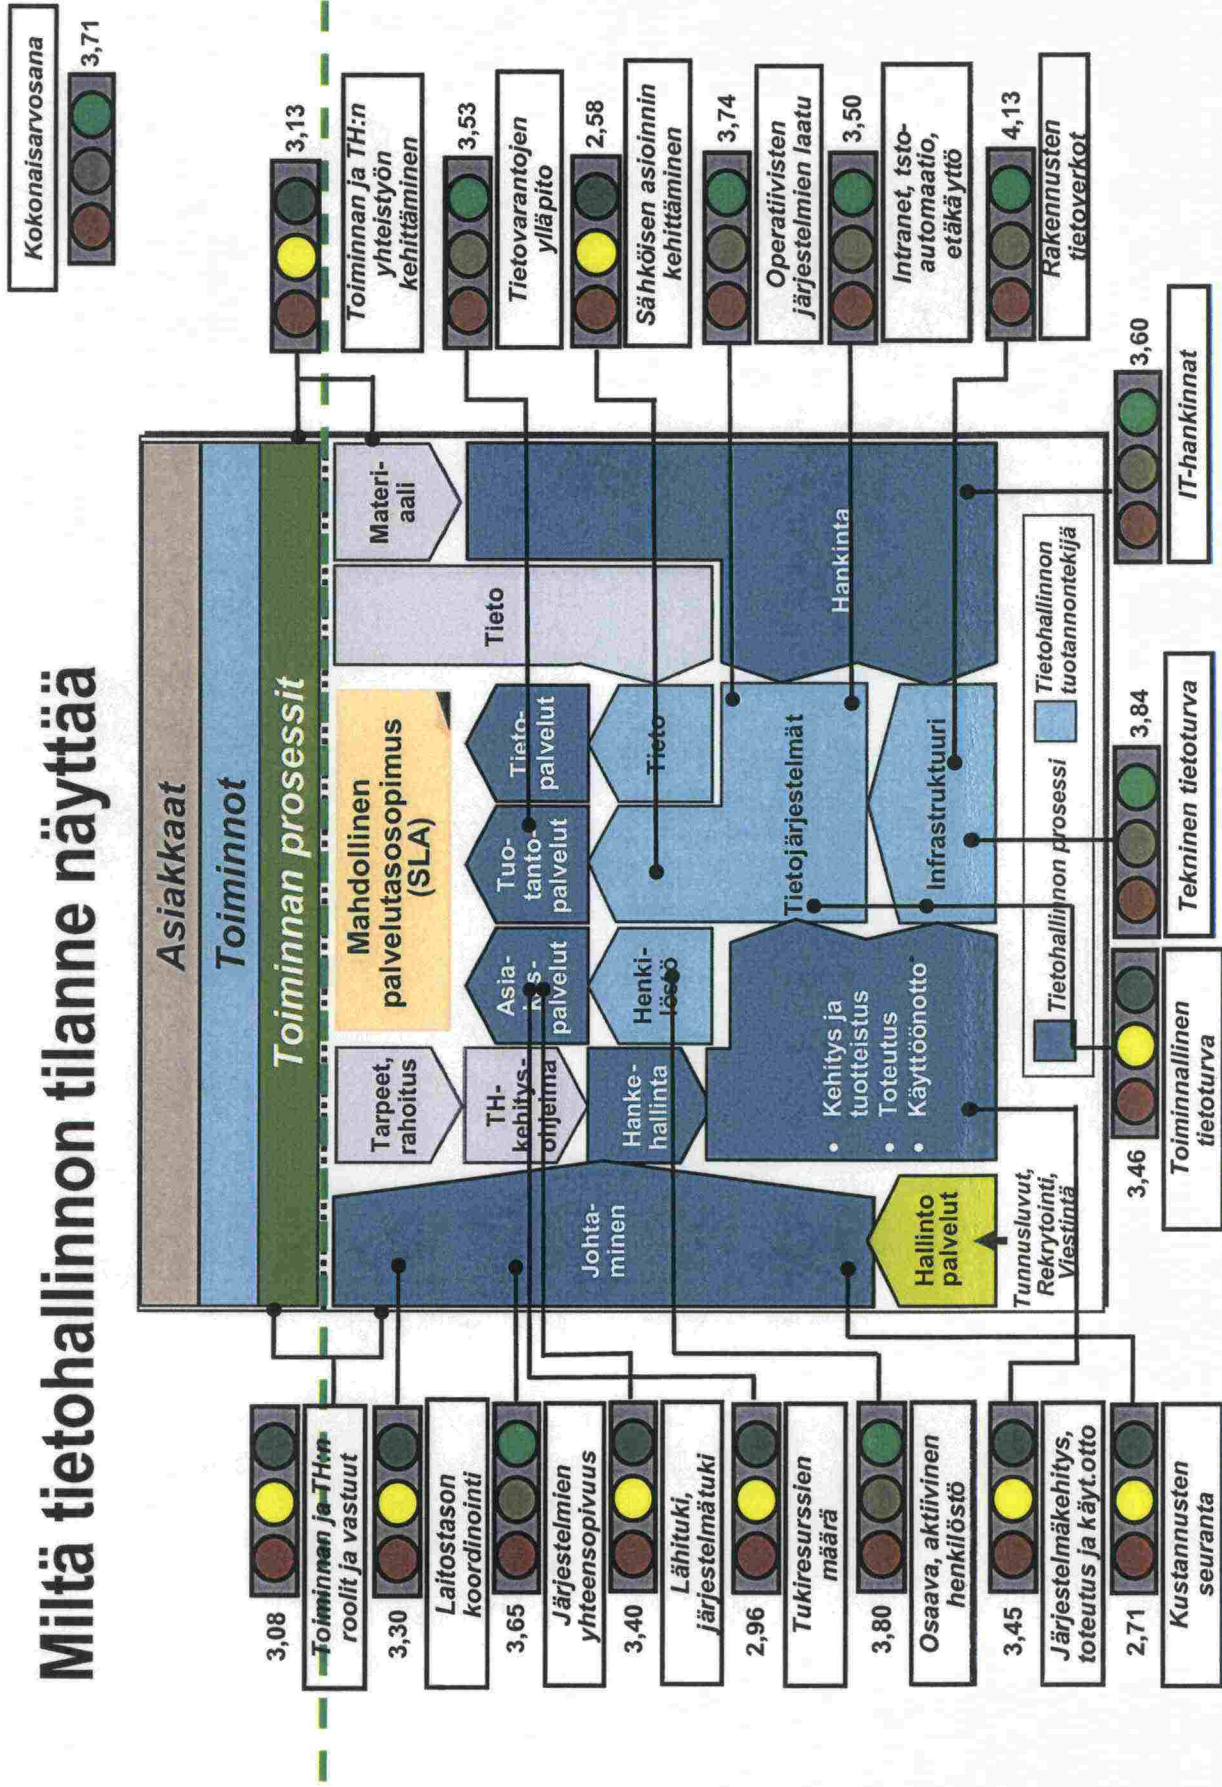 Miltä tietohallinnon tilanne näyttää
Kokonaisarvosana
3,71
Asiakkaat
Toiminnot
Toiminnan prosessit
3,08
Toiminnan ja TH:n
roolit ja vastuut
3,30
Laitostason
koordinointi
3,65
Järjestelmien
yhteensopivuus
3,40
Lähituki,
järjestelmätuki
2,96
Tukiresurssien
määrä
3,80
Osaava, aktiivinen
henkilöstö
3,45
Järjestelmäkehitys,
toteutus ja käyt.otto
2,71
Kustannusten
seuranta
Johta-
minen
Hallinto
palvelut
Tunnusluvut,
Rekrytointi,
Viestintä
Tarpeet,
rahoitus
TH-
kehitys-
ohjelma
Hanke-
hallinta
• Kehitys ja
tuotteistus
• Toteutus
• Käyttöönotto
Mahdollinen
palvelutasosopimus
(SLA)
Asia-
kas-
palvelut
Tuo-
tanto-
palvelut
Tieto-
palvelut
Henki-
löstö
Tieto
Tietojärjestelmät
Infrastruktuuri
Tieto
Materi-
aali
Hankinta
Tietohallinnon prosessi
Tietohallinnon
tuotannontekijä
3,13
Toiminnan ja TH:n
yhteistyön
kehittäminen
3,53
Tietovarantojen
ylläpito
2,58
Sähköisen asioinnin
kehittäminen
3,74
Operatiivisten
järjestelmien laatu
3,50
Intranet, tsto-
automaatio,
etäkäyttö
4,13
Rakennusten
tietoverkot
3,46
Toiminnallinen
tietoturva
3,84
Tekninen tietoturva
3,60
IT-hankinnat